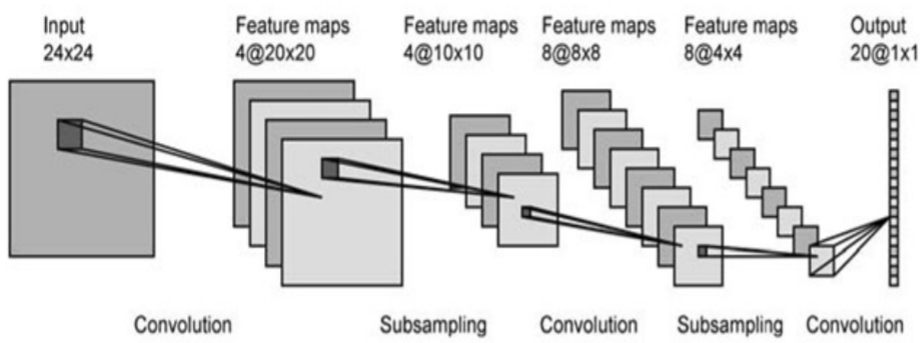 Input
24x24
Feature maps
4@20x20
Feature maps
4@10x10
Feature maps
8@8x8
Feature maps
8@4x4
Output
20@1x1
Convolution
Subsampling
Convolution
Subsampling
Convolution